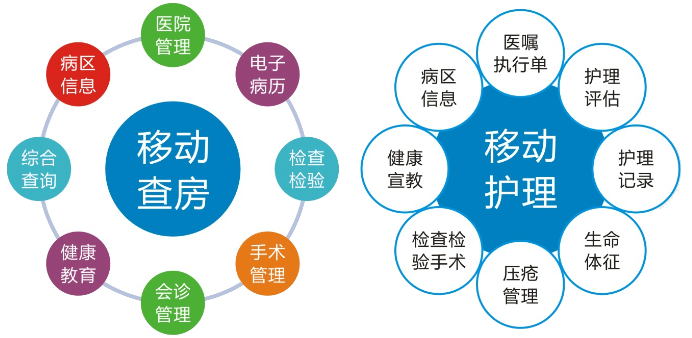 移动
查房
医院
管理
电子
病历
检查
检验
手术
管理
会诊
管理
健康
教育
综合
查询
病区
信息
移动
护理
医嘱
执行单
护理
评估
护理
记录
生命
体征
压疮
管理
检查检
验手术
健康
宣教
病区
信息